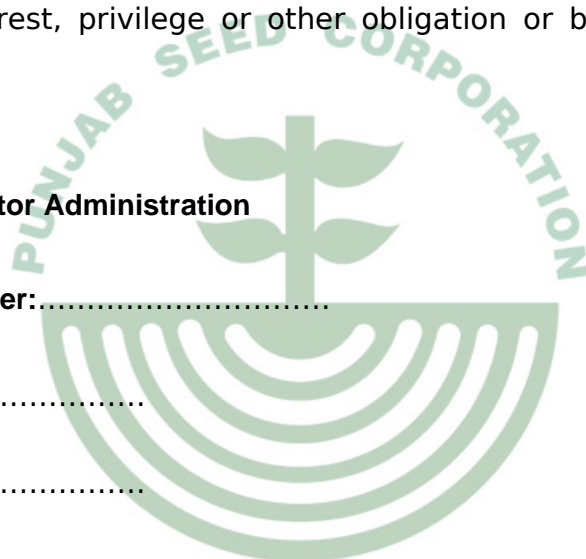 rest, privilege or other obligation or b
PUNJAB SEED CORPORATION
tor Administration
er:..............................
...............
...............